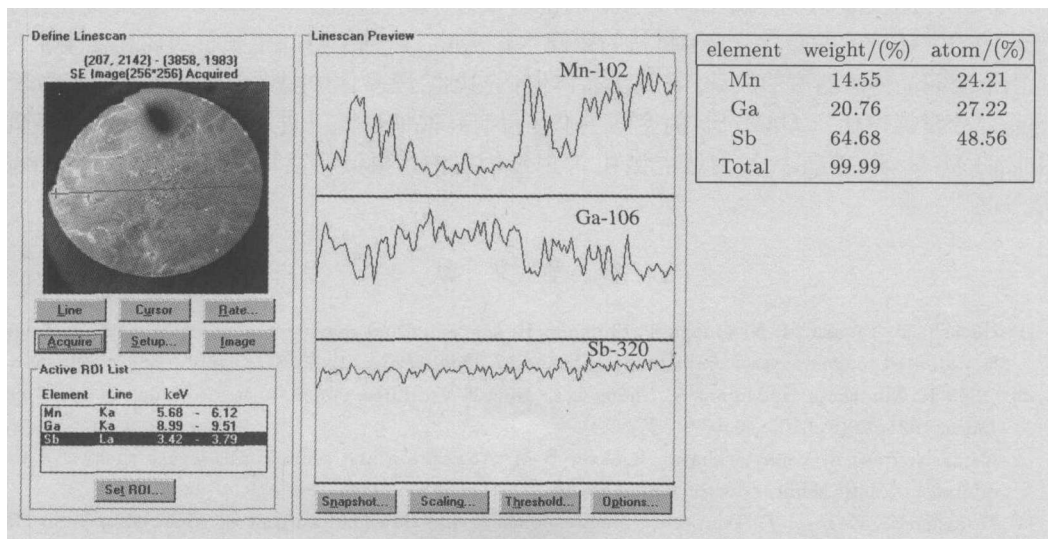 Define Linescan
(207, 2142) - (3858, 1983)
SE Image(256*256) Acquired
Line Cursor Rate...
Acquire Setup... Image
Active ROI List
Element Line keV
Mn Ka 5.68 - 6.12
Ga Ka 8.99 - 9.51
Sb La 3.42 - 3.79
Set ROI...
Linescan Preview
Mn-102
Ga-106
Sb-320
Snapshot... Scaling... Threshold... Options...
element weight/(%) atom/(%)
Mn 14.55 24.21
Ga 20.76 27.22
Sb 64.68 48.56
Total 99.99